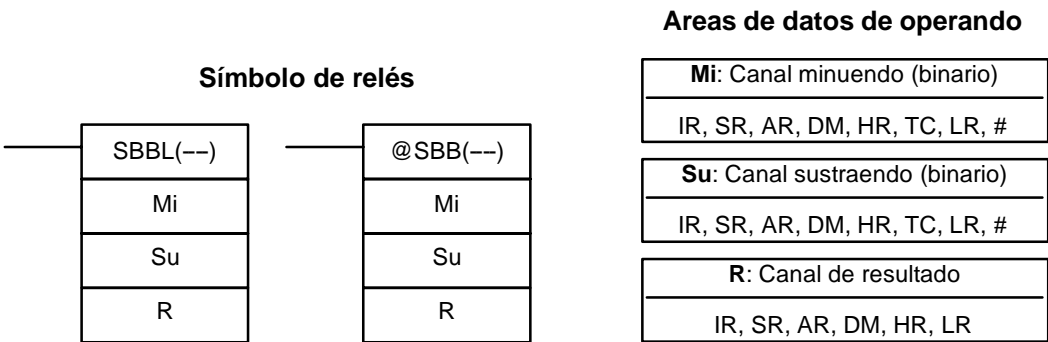 Símbolo de relés
SBBL(––)
Mi
Su
R
@SBB(––)
Mi
Su
R
Areas de datos de operando
Mi: Canal minuendo (binario)
IR, SR, AR, DM, HR, TC, LR, #
Su: Canal sustraendo (binario)
IR, SR, AR, DM, HR, TC, LR, #
R: Canal de resultado
IR, SR, AR, DM, HR, LR